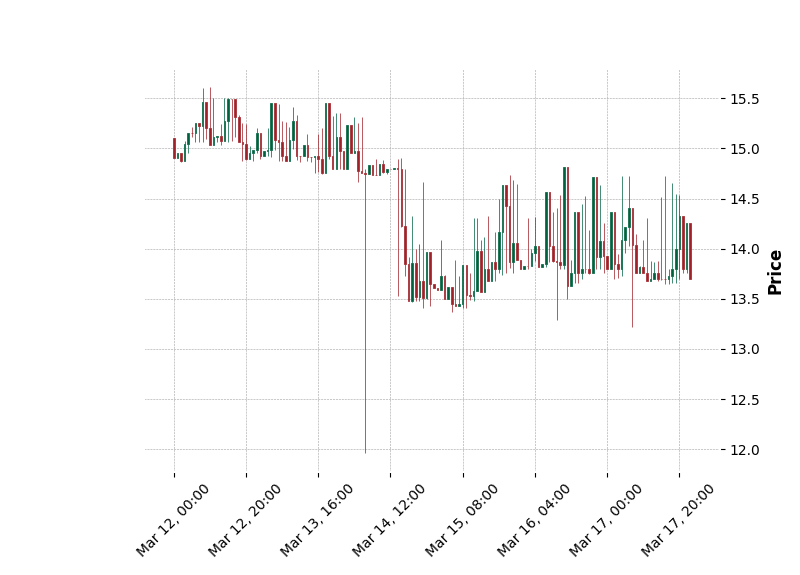 15.5
15.0
14.5
14.0
13.5
13.0
12.5
12.0
Price
Mar 12, 00:00
Mar 12, 20:00
Mar 13, 16:00
Mar 14, 12:00
Mar 15, 08:00
Mar 16, 04:00
Mar 17, 00:00
Mar 17, 20:00